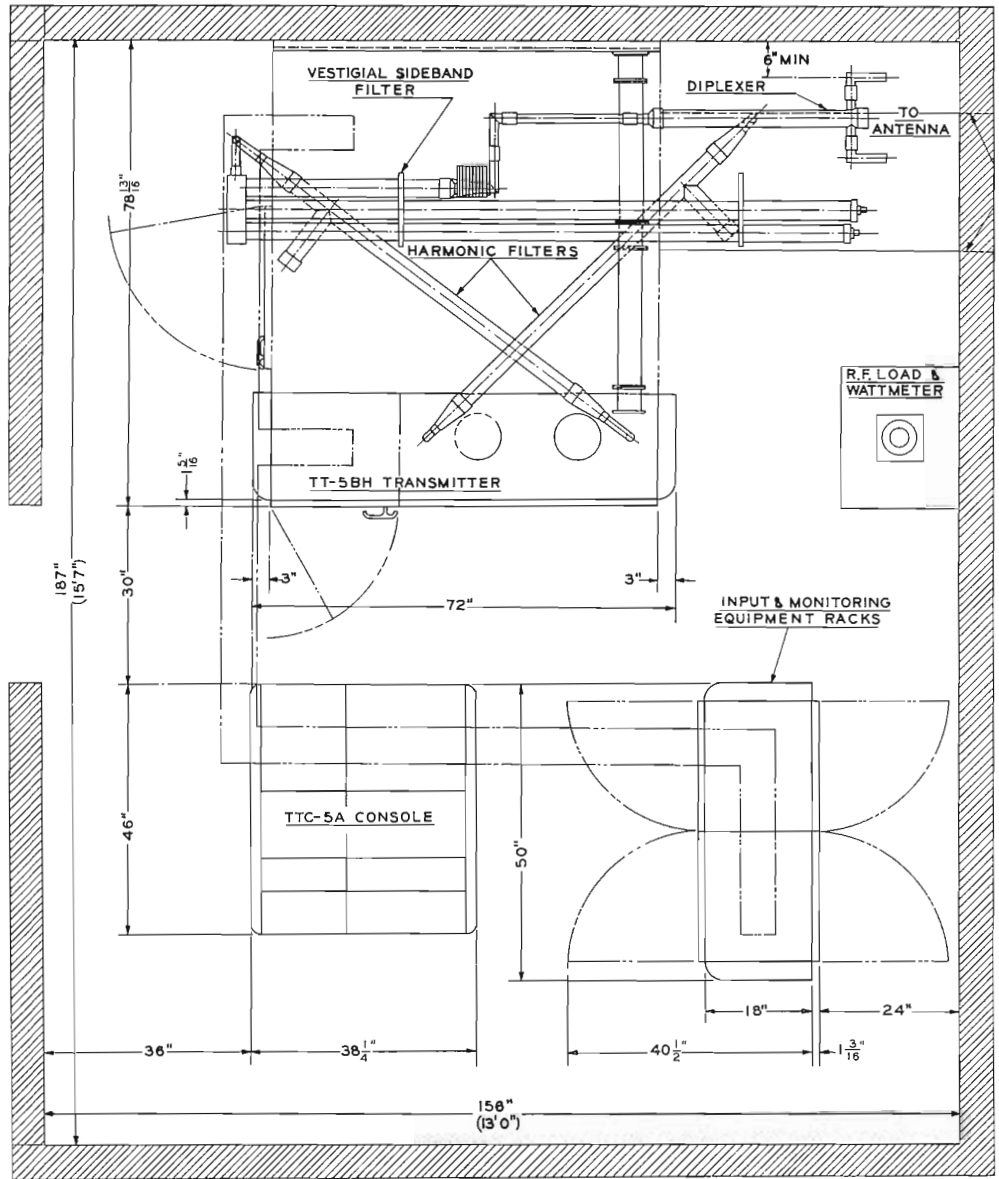 VESTIGIAL SIDEBAND
FILTER
6" MIN
DIPLEXER
TO
ANTENNA
78 13/16"
HARMONIC FILTERS
R.F. LOAD &
WATTMETER
1 5/16"
TT-5BH TRANSMITTER
187"
(15'7")
30"
3"
3"
72"
INPUT & MONITORING
EQUIPMENT RACKS
46"
TTC-5A CONSOLE
50"
18"
24"
36"
38 1/4"
40 1/2"
1 3/16"
156"
(13'0")